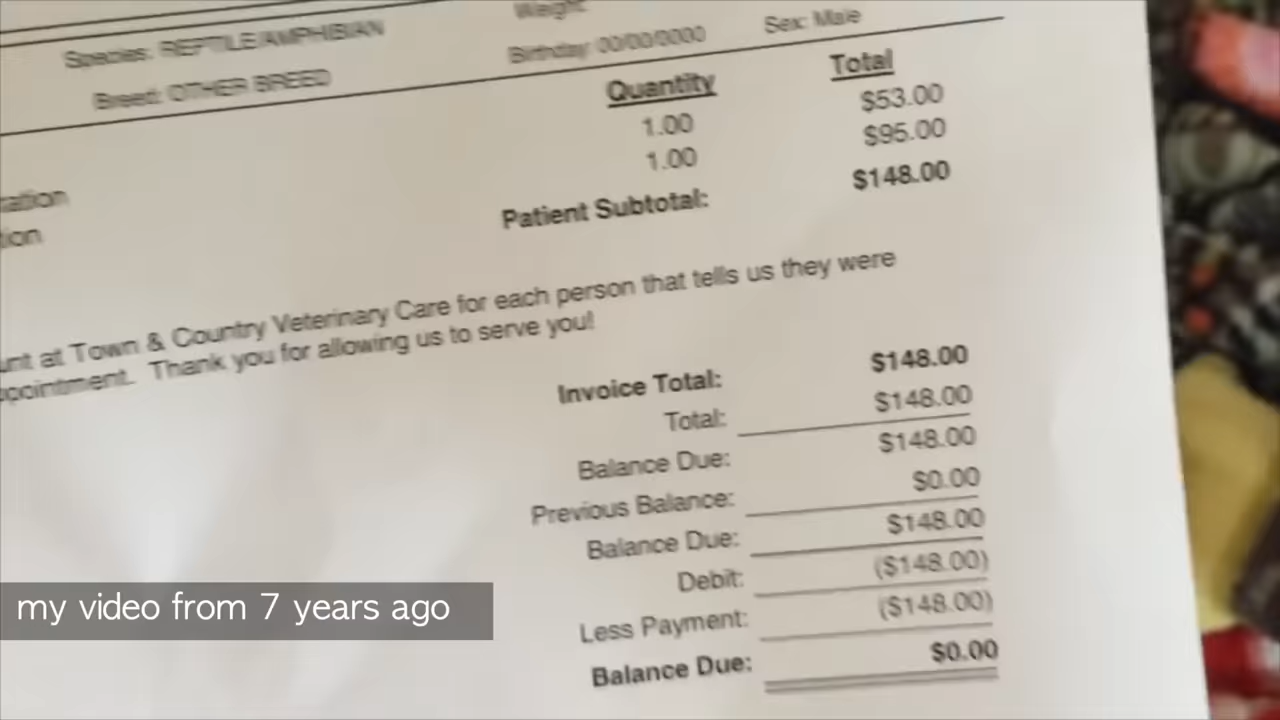 Weight:
Species: REPTILE/AMPHIBIAN
Birthday: 00/00/0000 Sex: Male
Breed: OTHER BREED
Quantity Total
1.00 $53.00
1.00 $95.00
Patient Subtotal: $148.00
at Town & Country Veterinary Care for each person that tells us they were
Thank you for allowing us to serve you!
Invoice Total: $148.00
Total: $148.00
Balance Due: $148.00
Previous Balance: $0.00
Balance Due: $148.00
Debit: ($148.00)
Less Payment: ($148.00)
Balance Due: $0.00
my video from 7 years ago